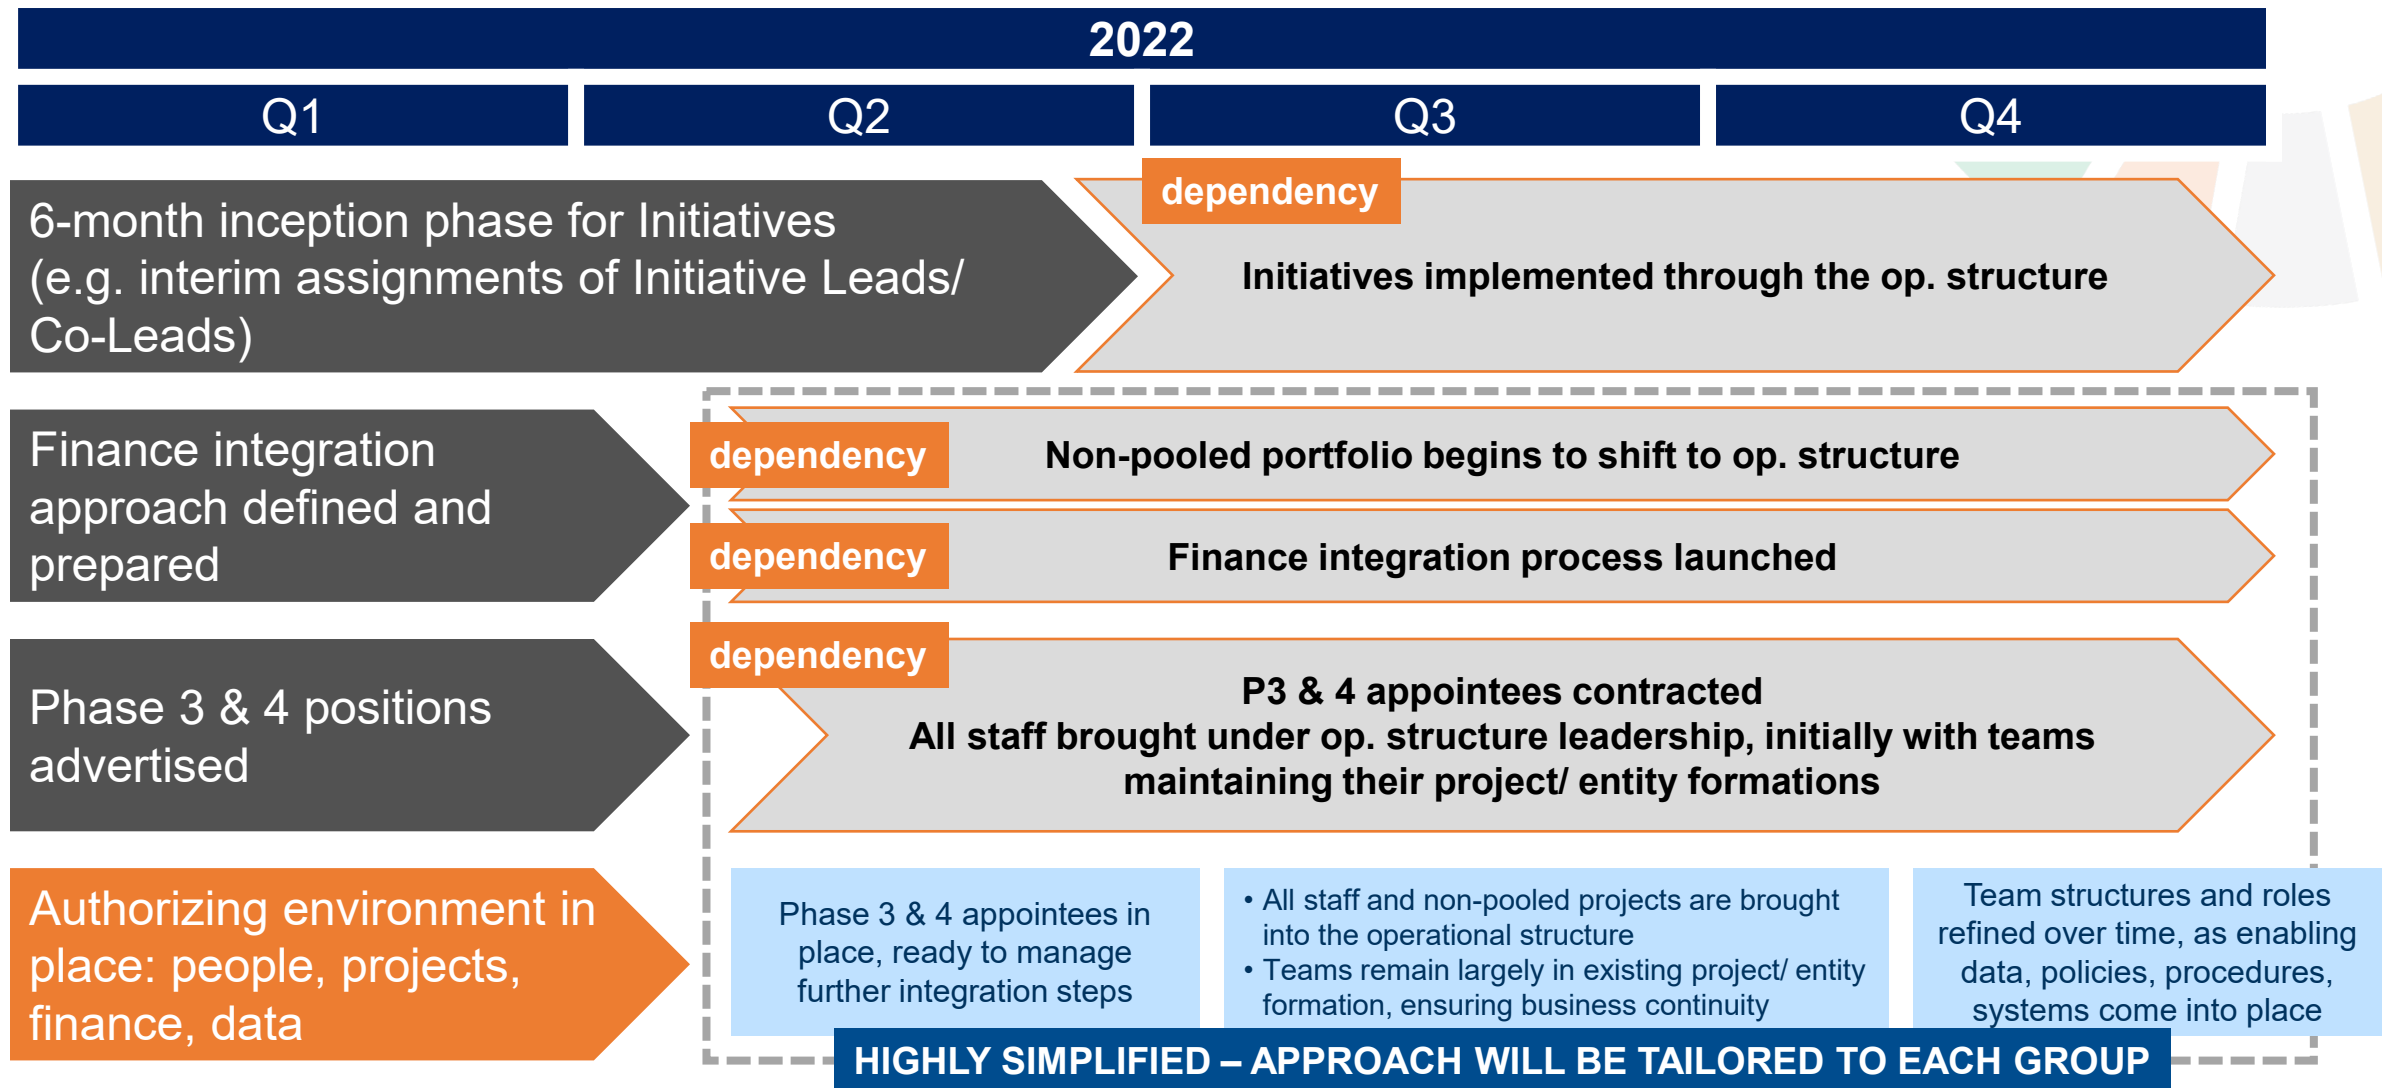 2022
Q1
Q2
Q3
Q4
6-month inception phase for Initiatives
(e.g. interim assignments of Initiative Leads/
Co-Leads)
dependency
Initiatives implemented through the op. structure
Finance integration
approach defined and
prepared
dependency
Non-pooled portfolio begins to shift to op. structure
dependency
Finance integration process launched
Phase 3 & 4 positions
advertised
dependency
P3 & 4 appointees contracted
All staff brought under op. structure leadership, initially with teams
maintaining their project/ entity formations
Authorizing environment in
place: people, projects,
finance, data
Phase 3 & 4 appointees in
place, ready to manage
further integration steps
• All staff and non-pooled projects are brought
into the operational structure
• Teams remain largely in existing project/ entity
formation, ensuring business continuity
Team structures and roles
refined over time, as enabling
data, policies, procedures,
systems come into place
HIGHLY SIMPLIFIED – APPROACH WILL BE TAILORED TO EACH GROUP